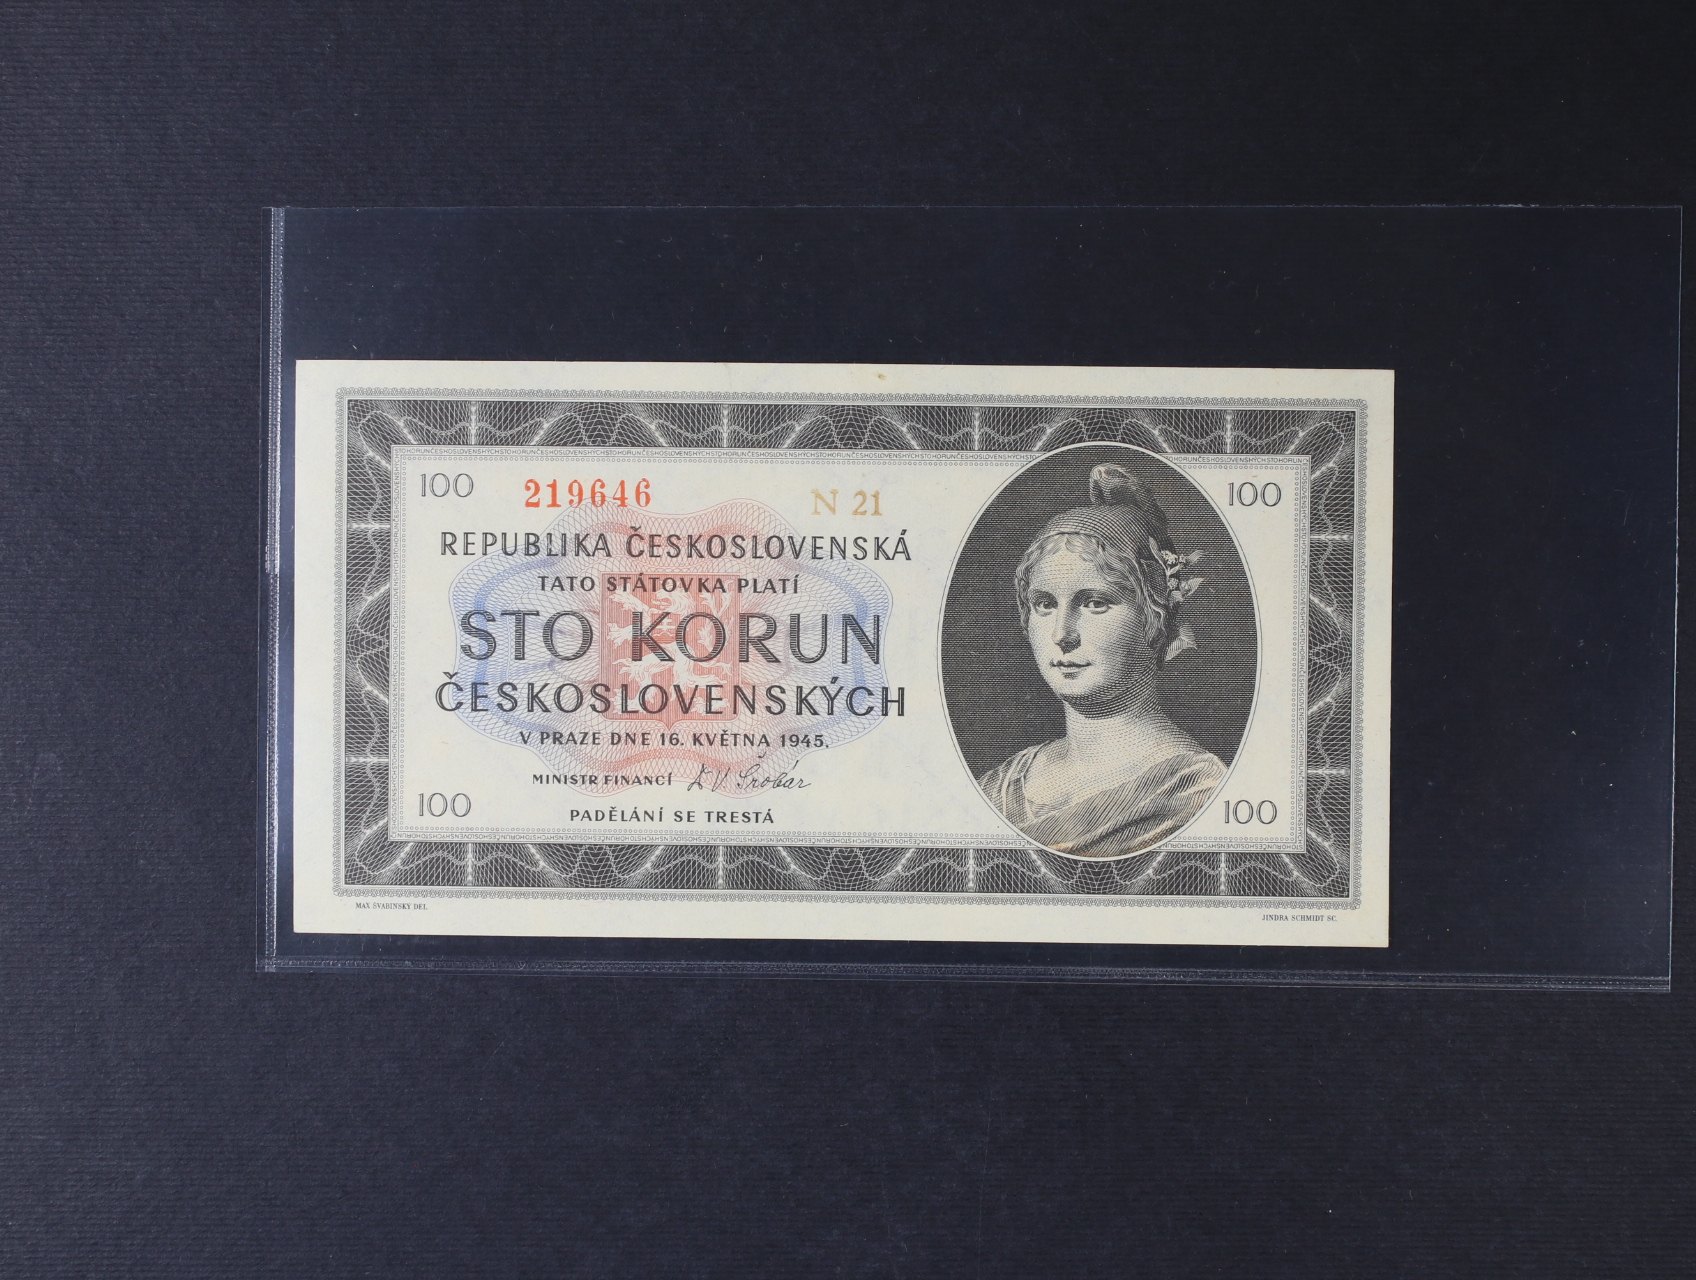 100 219646 N 21 100
REPUBLIKA ČESKOSLOVENSKÁ
TATO STÁTOVKA PLATÍ
STO KORUN
ČESKOSLOVENSKÝCH
V PRAZE DNE 16. KVĚTNA 1945.
MINISTR FINANCÍ Šrobár
100 PADĚLÁNÍ SE TRESTÁ 100
MAX ŠVABINSKÝ DEL. JINDRA SCHMIDT SC.